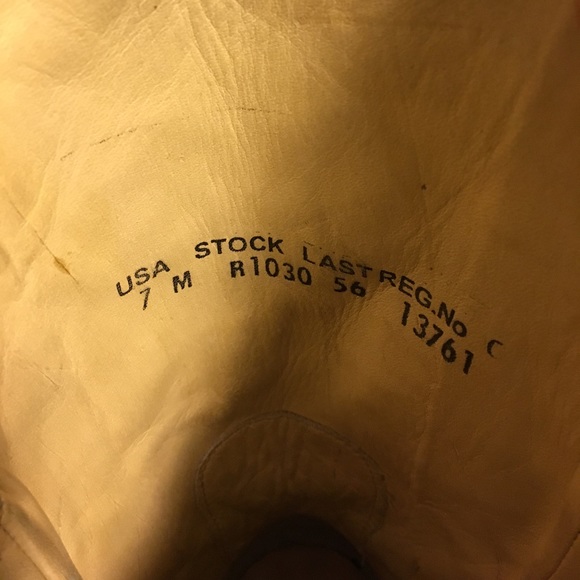 USA STOCK LAST REG.No C
7 M R1030 56 13761